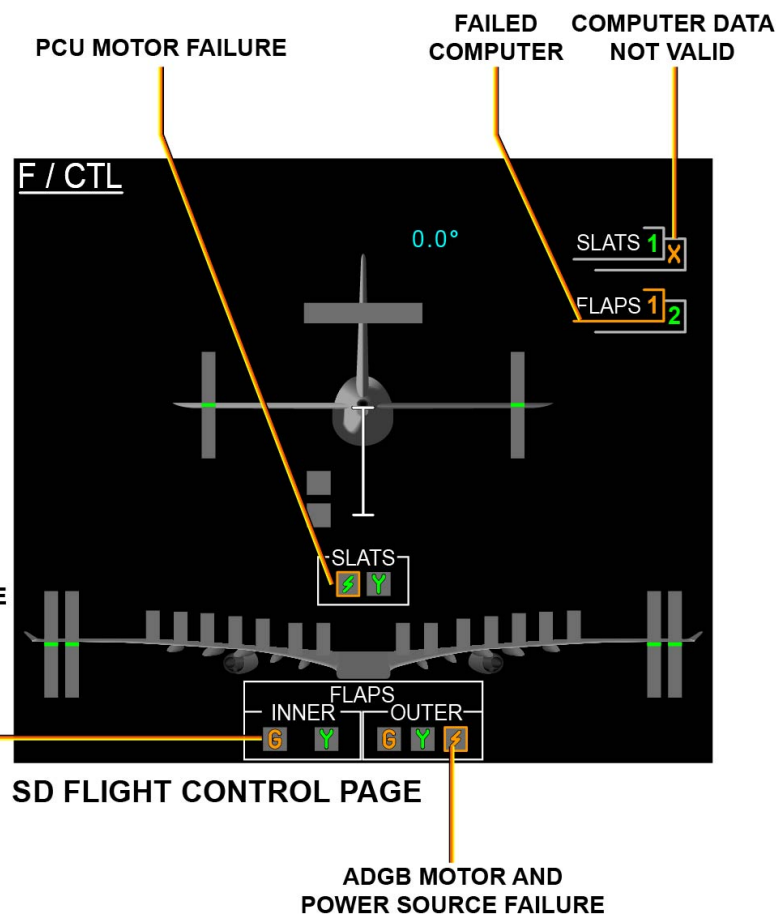 PCU MOTOR FAILURE
FAILED
COMPUTER
COMPUTER DATA
NOT VALID
F / CTL
0.0°
SLATS 1 X
FLAPS 1 2
SLATS
Y
E
FLAPS
INNER
OUTER
G Y G Y
SD FLIGHT CONTROL PAGE
ADGB MOTOR AND
POWER SOURCE FAILURE